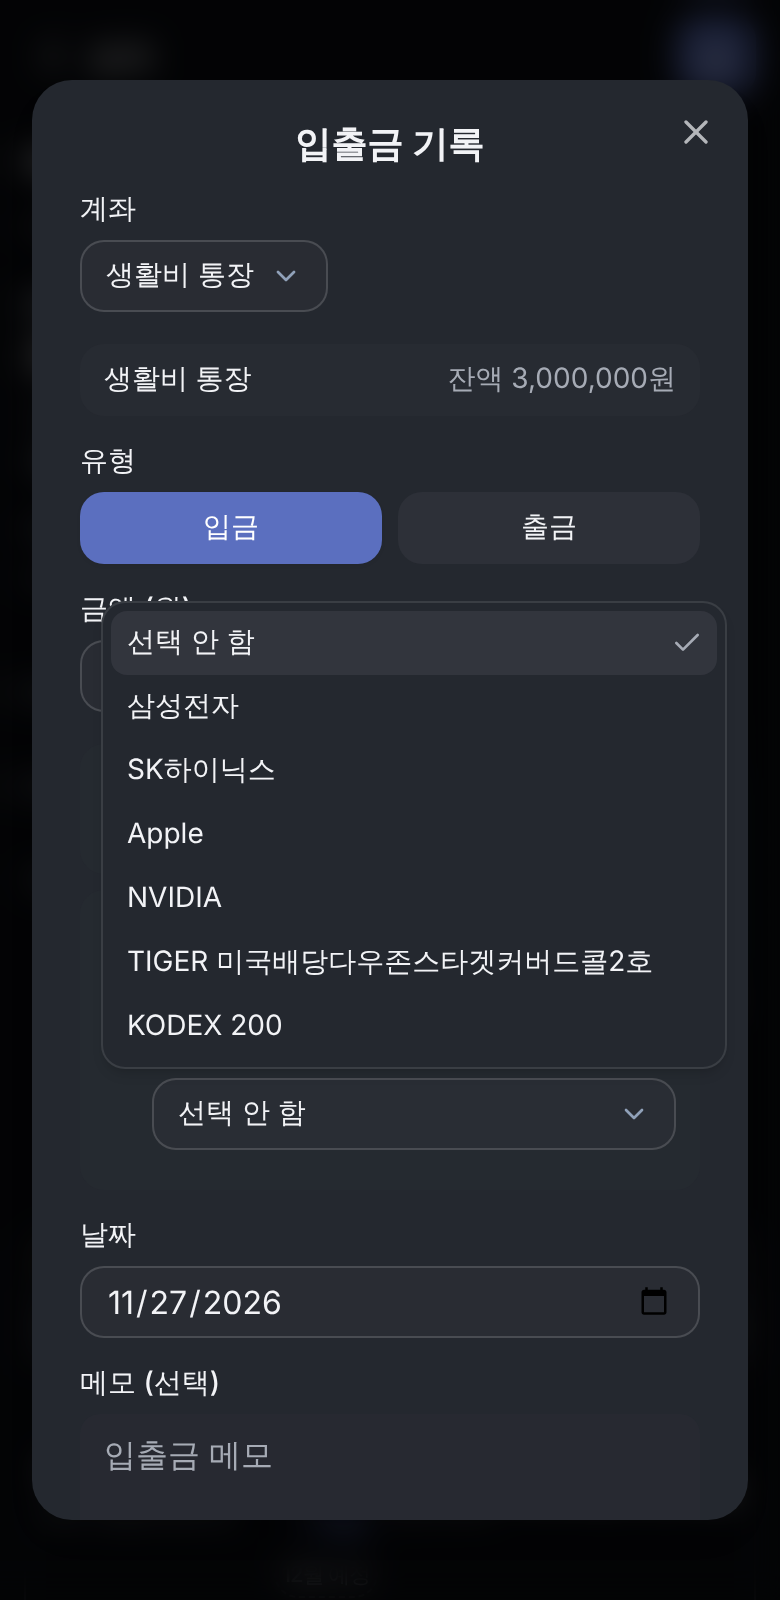 입출금 기록
계좌
생활비 통장
생활비 통장 잔액 3,000,000원
유형
입금 출금
금액 (원)
선택 안 함
삼성전자
SK하이닉스
Apple
NVIDIA
TIGER 미국배당다우존스타겟커버드콜2호
KODEX 200
선택 안 함
날짜
11/27/2026
메모 (선택)
입출금 메모